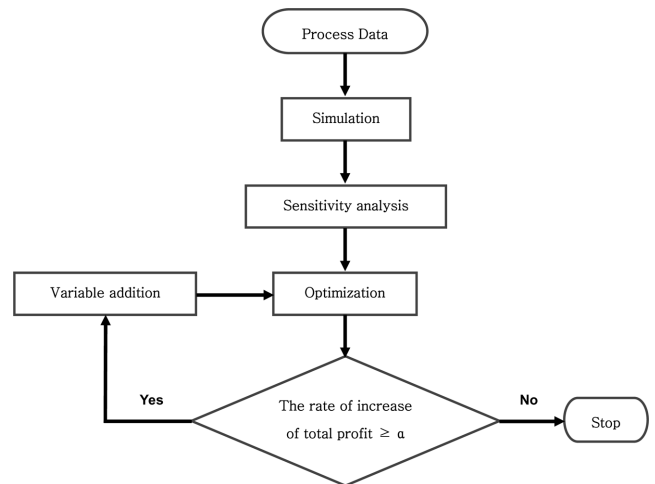 Process Data
Simulation
Sensitivity analysis
Variable addition
Optimization
Yes
The rate of increase
of total profit ≥ α
No
Stop